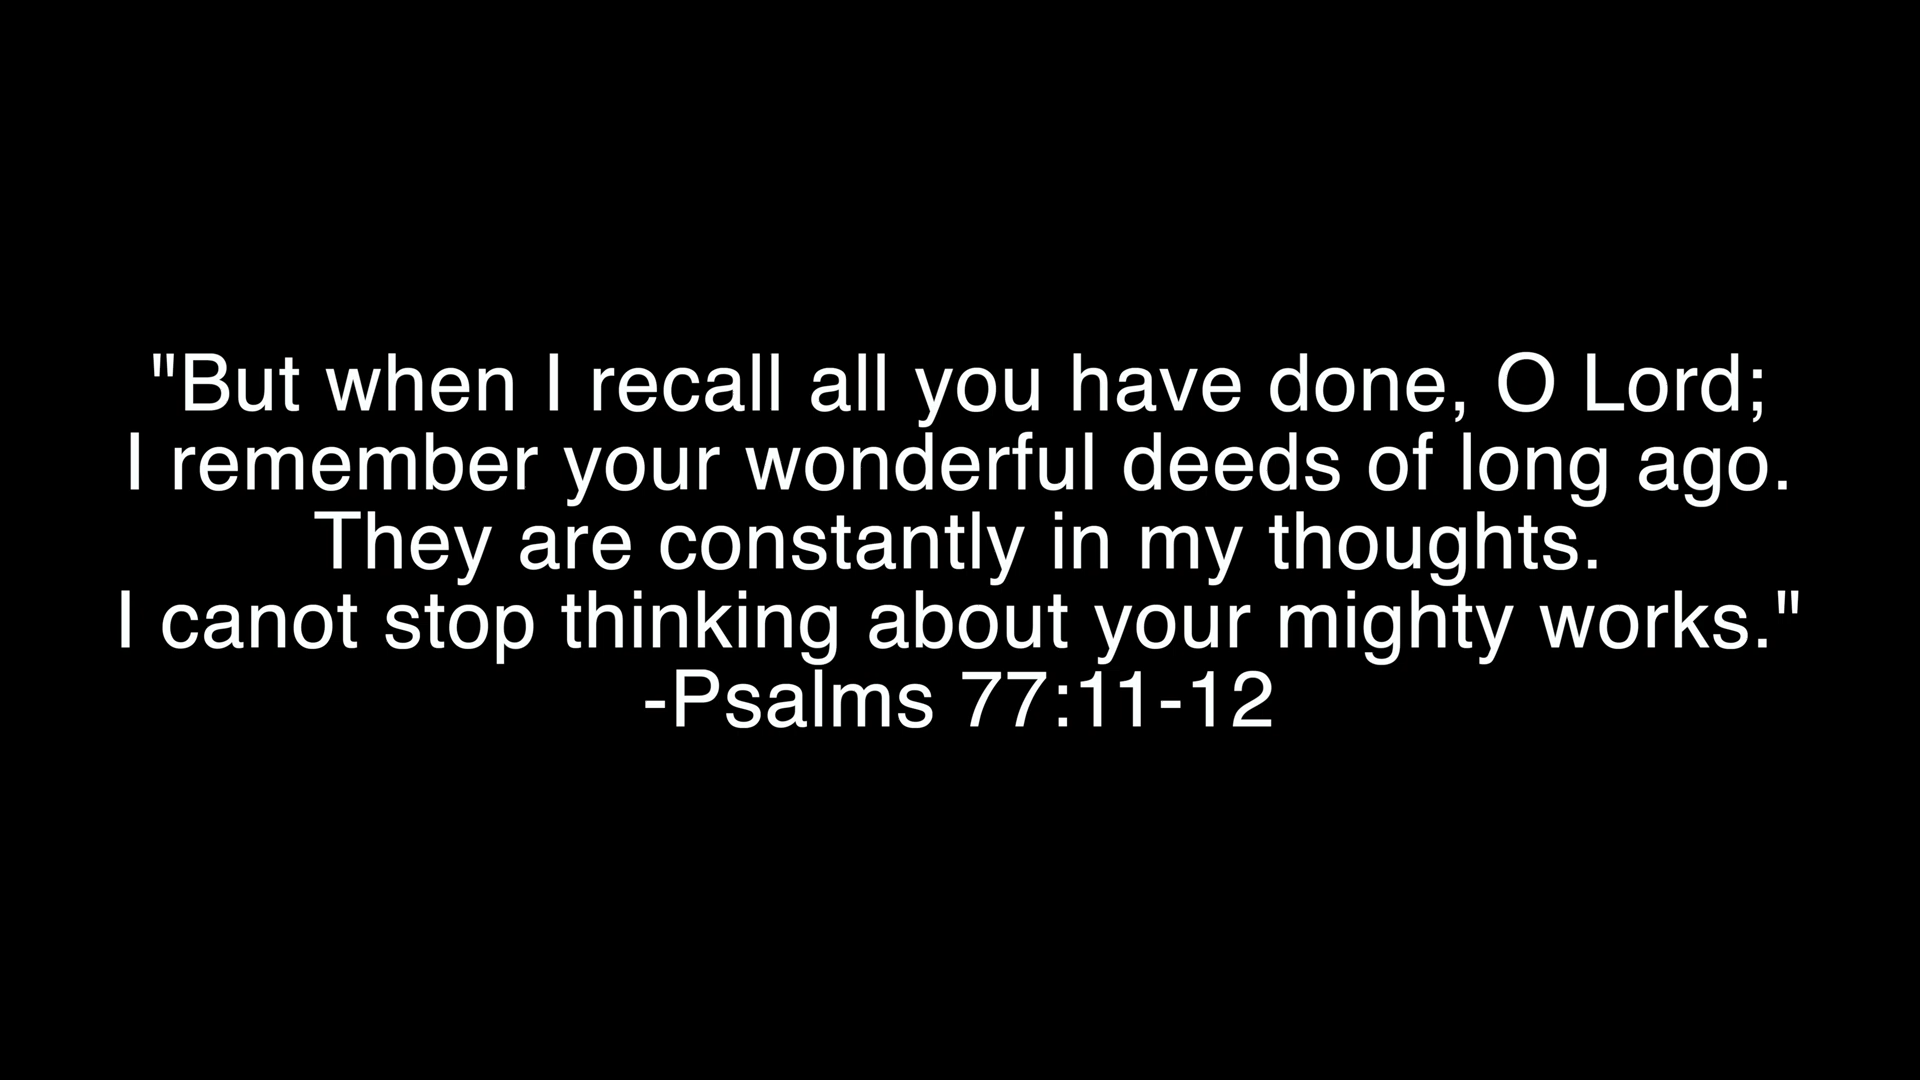 "But when I recall all you have done, O Lord;
I remember your wonderful deeds of long ago.
They are constantly in my thoughts.
I canot stop thinking about your mighty works."
-Psalms 77:11-12